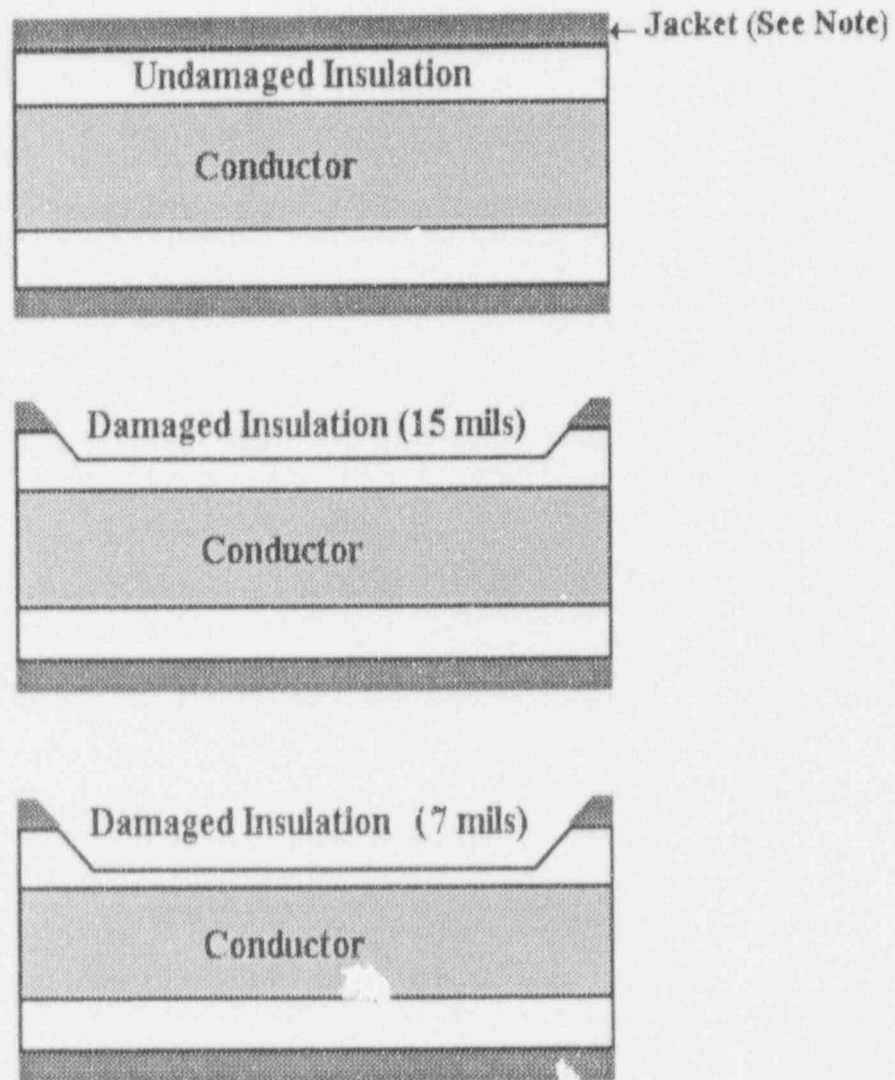 ← Jacket (See Note)
Undamaged Insulation
Conductor
Damaged Insulation (15 mils)
Conductor
Damaged Insulation (7 mils)
Conductor